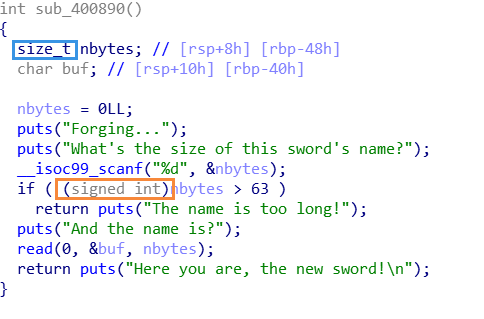 int sub_400890()
{
size_t nbytes; // [rsp+8h] [rbp-48h]
char buf; // [rsp+10h] [rbp-40h]
nbytes = 0LL;
puts("Forging...");
puts("What's the size of this sword's name?");
__isoc99_scanf("%d", &nbytes);
if ( (signed int)nbytes > 63 )
return puts("The name is too long!");
puts("And the name is?");
read(0, &buf, nbytes);
return puts("Here you are, the new sword!\n");
}